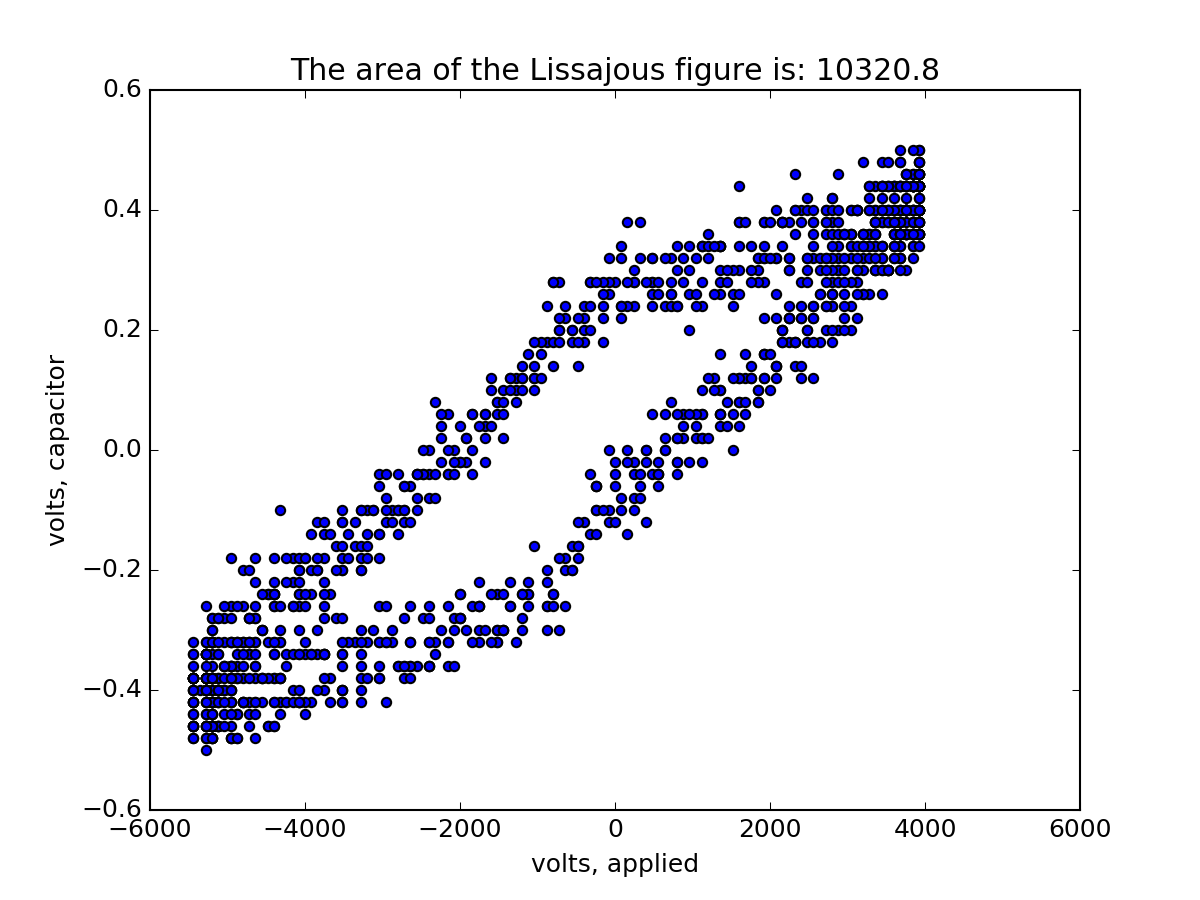 The area of the Lissajous figure is: 10320.8
0.6
0.4
0.2
0.0
−0.2
−0.4
−0.6
volts, capacitor
−6000 −4000 −2000 0 2000 4000 6000
volts, applied